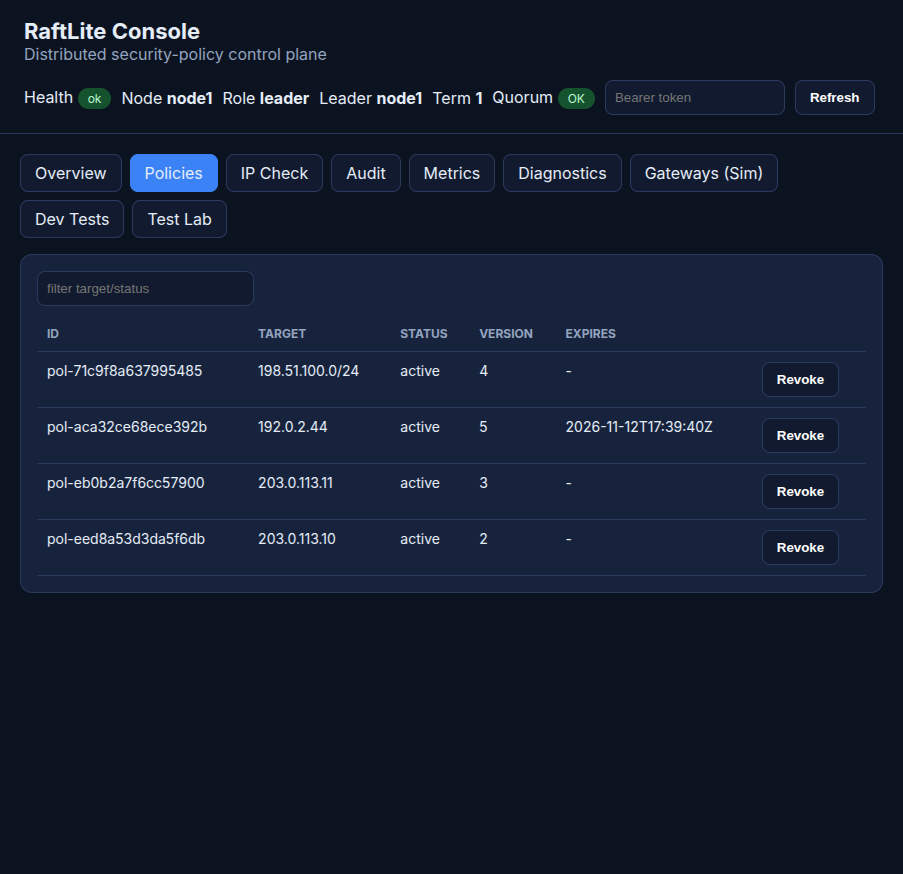 RaftLite Console
Distributed security-policy control plane
Health ok Node node1 Role leader Leader node1 Term 1 Quorum OK Bearer token Refresh
Overview Policies IP Check Audit Metrics Diagnostics Gateways (Sim)
Dev Tests Test Lab
filter target/status
ID TARGET STATUS VERSION EXPIRES
pol-71c9f8a637995485 198.51.100.0/24 active 4 - Revoke
pol-aca32ce68ece392b 192.0.2.44 active 5 2026-11-12T17:39:40Z Revoke
pol-eb0b2a7f6cc57900 203.0.113.11 active 3 - Revoke
pol-eed8a53d3da5f6db 203.0.113.10 active 2 - Revoke